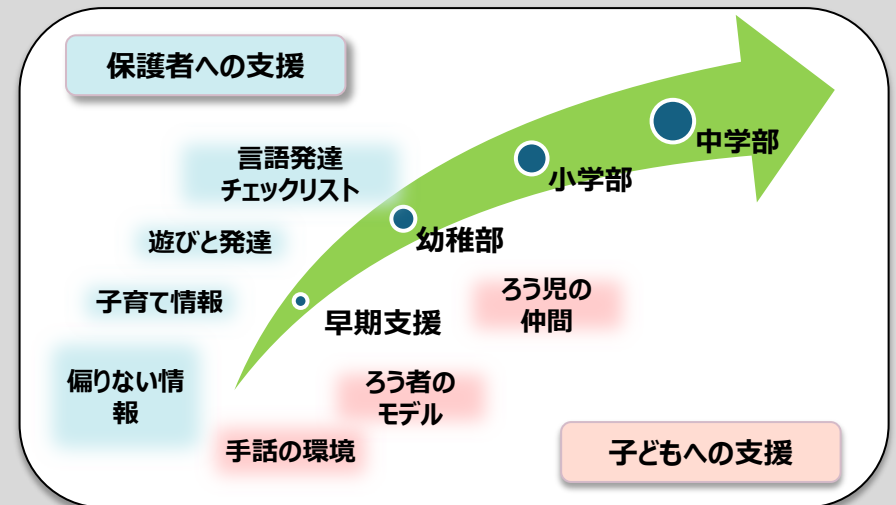 保護者への支援
言語発達
チェックリスト
遊びと発達
子育て情報
偏りない情
報
中学部
小学部
幼稚部
早期支援
ろう児の
仲間
ろう者の
モデル
手話の環境
子どもへの支援